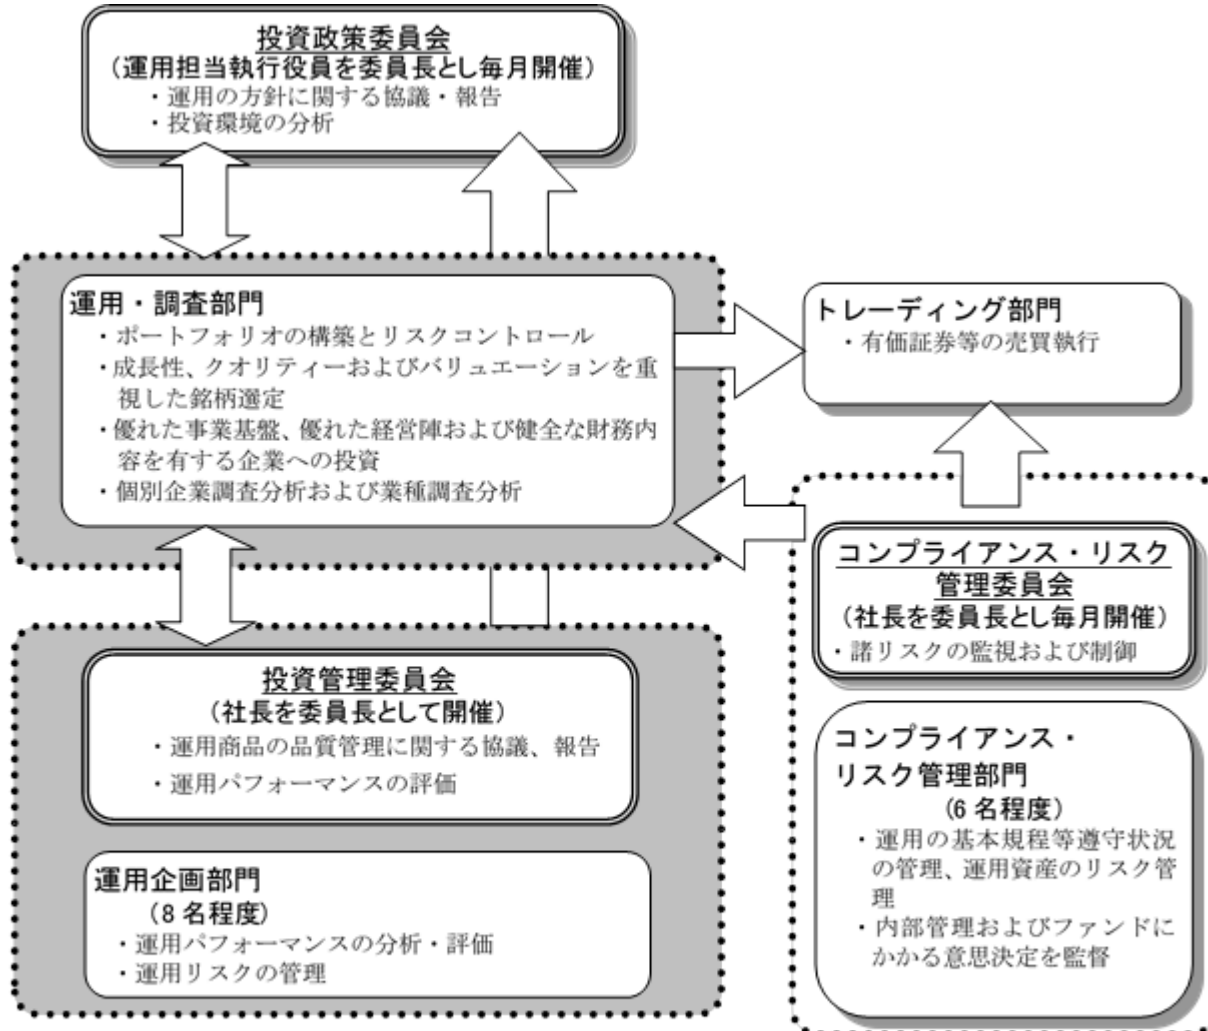 投資政策委員会
(運用担当執行役員を委員長とし毎月開催)
・運用の方針に関する協議・報告
・投資環境の分析
運用・調査部門
・ポートフォリオの構築とリスクコントロール
・成長性、クオリティーおよびバリュエーションを重
視した銘柄選定
・優れた事業基盤、優れた経営陣および健全な財務内
容を有する企業への投資
・個別企業調査分析および業種調査分析
トレーディング部門
・有価証券等の売買執行
コンプライアンス・リスク
管理委員会
(社長を委員長とし毎月開催)
・諸リスクの監視および制御
投資管理委員会
(社長を委員長として開催)
・運用商品の品質管理に関する協議、報告
・運用パフォーマンスの評価
運用企画部門
(8 名程度)
・運用パフォーマンスの分析・評価
・運用リスクの管理
コンプライアンス・
リスク管理部門
(6 名程度)
・運用の基本規程等遵守状況
の管理、運用資産のリスク管
理
・内部管理およびファンドに
かかる意思決定を監督